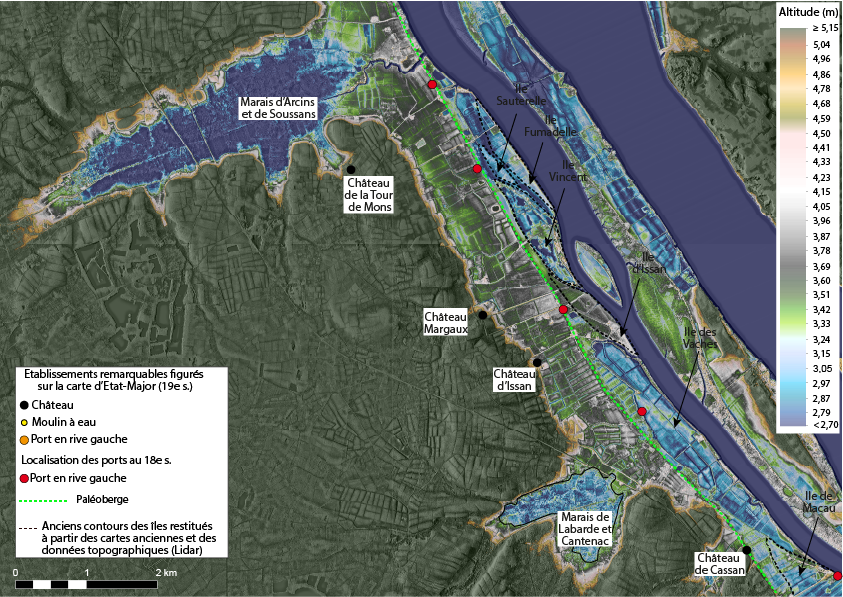 Altitude (m)
≥ 5,15
5,04
4,96
4,86
4,78
4,68
4,59
4,50
4,41
4,33
4,23
4,15
4,05
3,96
3,87
3,78
3,69
3,60
3,51
3,42
3,33
3,24
3,15
3,05
2,97
2,87
2,79
<2,70
Marais d'Arcins
et de Soussans
Ile
Sauterelle
Ile
Fumadelle
Ile
Vincent
Château
de la Tour
de Mons
Ile
d'Issan
Château
Margaux
Ile des
Vaches
Château
d'Issan
Ile de
Macau
Marais de
Labarde et
Cantenac
Château
de Cassan
Etablissements remarquables figurés
sur la carte d'Etat-Major (19e s.)
Château
Moulin à eau
Port en rive gauche
Localisation des ports au 18e s.
Port en rive gauche
Paléoberge
Anciens contours des îles restitués
à partir des cartes anciennes et des
données topographiques (Lidar)
0 1 2 km